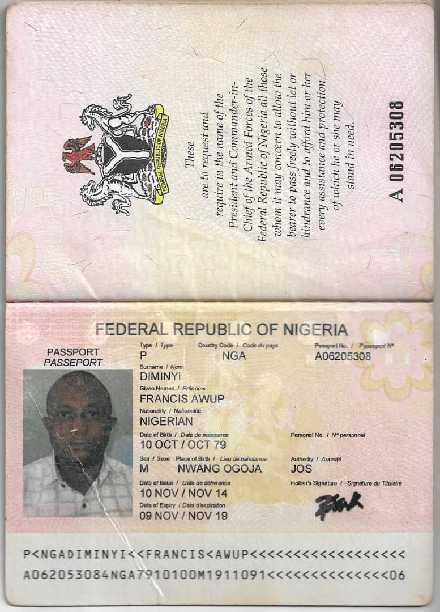 These
are to request and
require in the name of the
President and Commander-in-
Chief of the Armed Forces of the
Federal Republic of Nigeria all those
whom it may concern to allow the
bearer to pass freely without let or
hindrance and to afford him or her
every assistance and protection
of which he or she may
stand in need.
A 06205308
FEDERAL REPUBLIC OF NIGERIA
PASSPORT
PASSEPORT
Type / Type Country Code / Code du pays Passport No. / Passeport N°
P NGA A06205308
Surname / Nom
DIMINYI
Given Names / Prénoms
FRANCIS AWUP
Nationality / Nationalité
NIGERIAN
Date of Birth / Date de naissance Personal No. / N° personnel
10 OCT / OCT 79
Sex / Sexe Place of Birth / Lieu de naissance Authority / Autorité
M NWANG OGOJA JOS
Date of Issue / Date de délivrance Holder's Signature / Signature du Titulaire
10 NOV / NOV 14
Date of Expiry / Date d'expiration
09 NOV / NOV 19
P<NGADIMINYI<<FRANCIS<AWUP<<<<<<<<<<<<<<<<<<
A062053084NGA7910100M1911091<<<<<<<<<<<<<<06